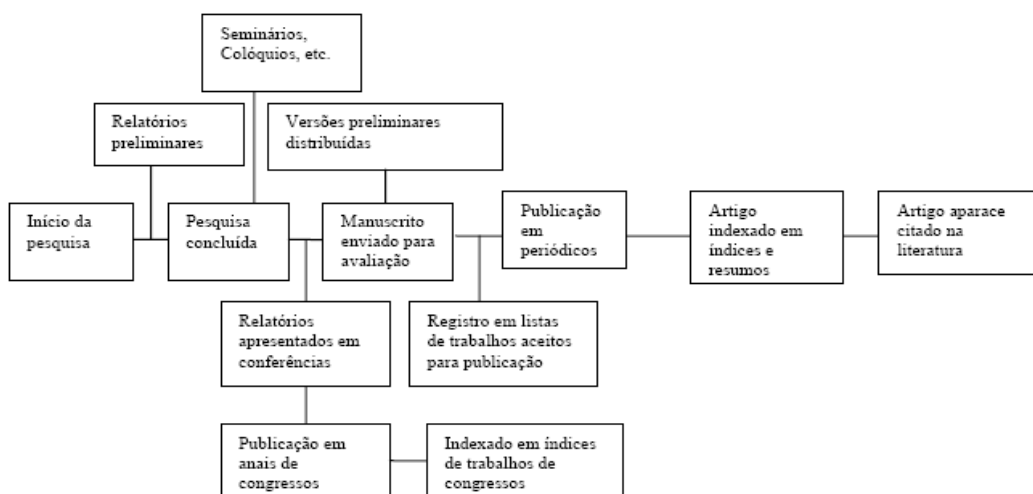 Seminários,
Colóquios, etc.
Relatórios
preliminares
Versões preliminares
distribuídas
Início da
pesquisa
Pesquisa
concluída
Manuscrito
enviado para
avaliação
Publicação
em
periódicos
Artigo
indexado em
índices e
resumos
Artigo aparace
citado na
literatura
Relatórios
apresentados em
conferências
Registro em listas
de trabalhos aceitos
para publicação
Publicação em
anais de
congressos
Indexado em índices
de trabalhos de
congressos